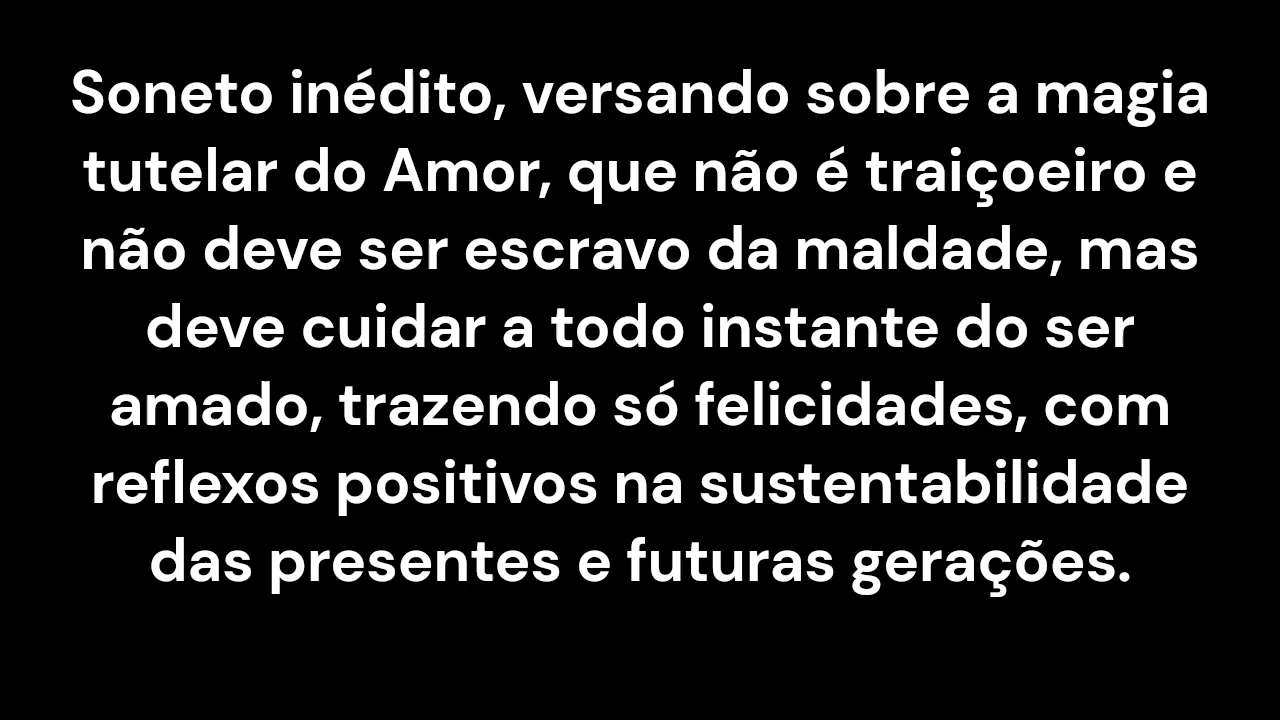 Soneto inédito, versando sobre a magia
tutelar do Amor, que não é traiçoeiro e
não deve ser escravo da maldade, mas
deve cuidar a todo instante do ser
amado, trazendo só felicidades, com
reflexos positivos na sustentabilidade
das presentes e futuras gerações.